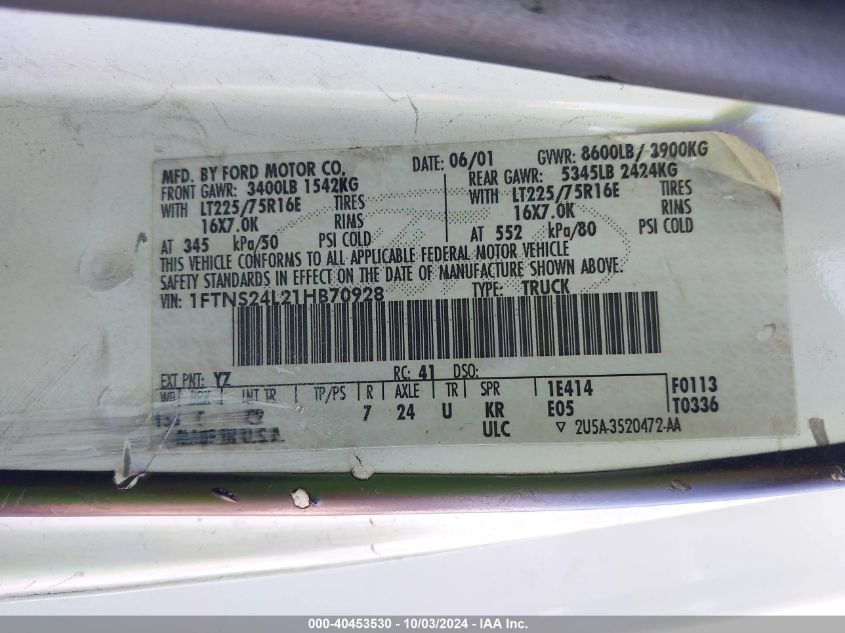 MFD. BY FORD MOTOR CO.
DATE: 06/01 GVWR: 8600LB/ 3900KG
FRONT GAWR: 3400LB 1542KG REAR GAWR: 5345LB 2424KG
WITH LT225/75R16E TIRES WITH LT225/75R16E TIRES
16X7.0K RIMS 16X7.0K RIMS
AT 345 kPa/50 PSI COLD AT 552 kPa/80 PSI COLD
THIS VEHICLE CONFORMS TO ALL APPLICABLE FEDERAL MOTOR VEHICLE
SAFETY STANDARDS IN EFFECT ON THE DATE OF MANUFACTURE SHOWN ABOVE.
VIN: 1FTNS24L21HB70928 TYPE: TRUCK
EXT PNT: YZ RC: 41 DSO:
WB BRK INT TR TP/PS R AXLE TR SPR 1E414 F0113
7 24 U KR E05 T0336
MADE IN U.S.A. ULC ▽ 2U5A-3520472-AA
000-40453530 - 10/03/2024 - IAA Inc.